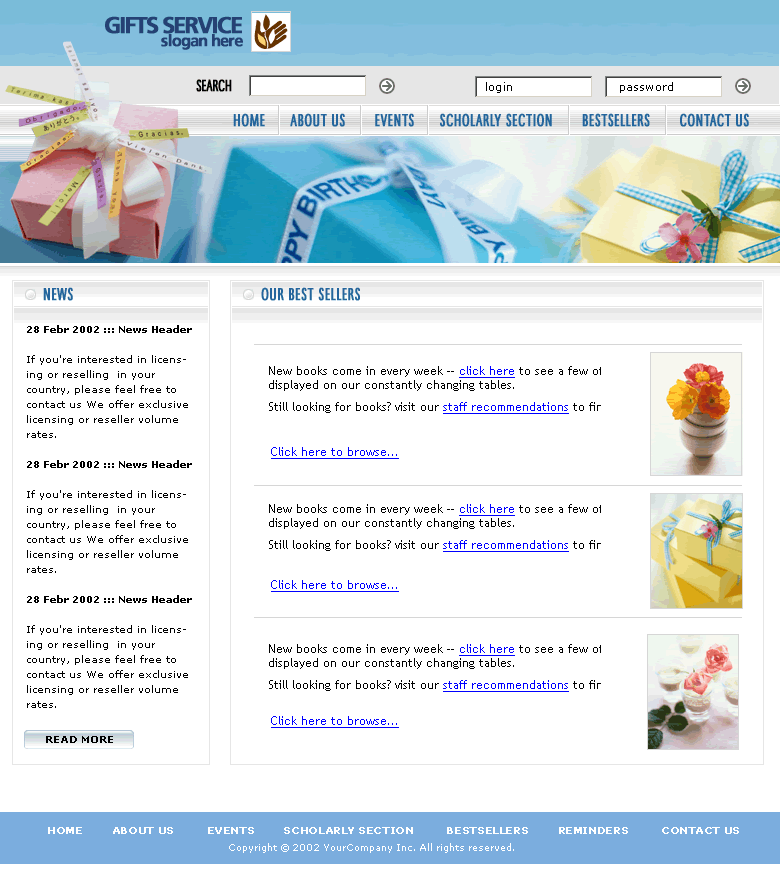 GIFTS SERVICE
slogan here
SEARCH
login
password
HOME ABOUT US EVENTS SCHOLARLY SECTION BESTSELLERS CONTACT US
Obrigado.
ありがとう。
Gracias.
Vielen Dank
Merci
PPY BIRTH
NEWS
28 Febr 2002 ::: News Header
If you're interested in licens-
ing or reselling in your
country, please feel free to
contact us We offer exclusive
licensing or reseller volume
rates.
28 Febr 2002 ::: News Header
If you're interested in licens-
ing or reselling in your
country, please feel free to
contact us We offer exclusive
licensing or reseller volume
rates.
28 Febr 2002 ::: News Header
If you're interested in licens-
ing or reselling in your
country, please feel free to
contact us We offer exclusive
licensing or reseller volume
rates.
READ MORE
OUR BEST SELLERS
New books come in every week -- click here to see a few of
displayed on our constantly changing tables.
Still looking for books? visit our staff recommendations to fir
Click here to browse...
New books come in every week -- click here to see a few of
displayed on our constantly changing tables.
Still looking for books? visit our staff recommendations to fir
Click here to browse...
New books come in every week -- click here to see a few of
displayed on our constantly changing tables.
Still looking for books? visit our staff recommendations to fir
Click here to browse...
HOME ABOUT US EVENTS SCHOLARLY SECTION BESTSELLERS REMINDERS CONTACT US
Copyright © 2002 YourCompany Inc. All rights reserved.